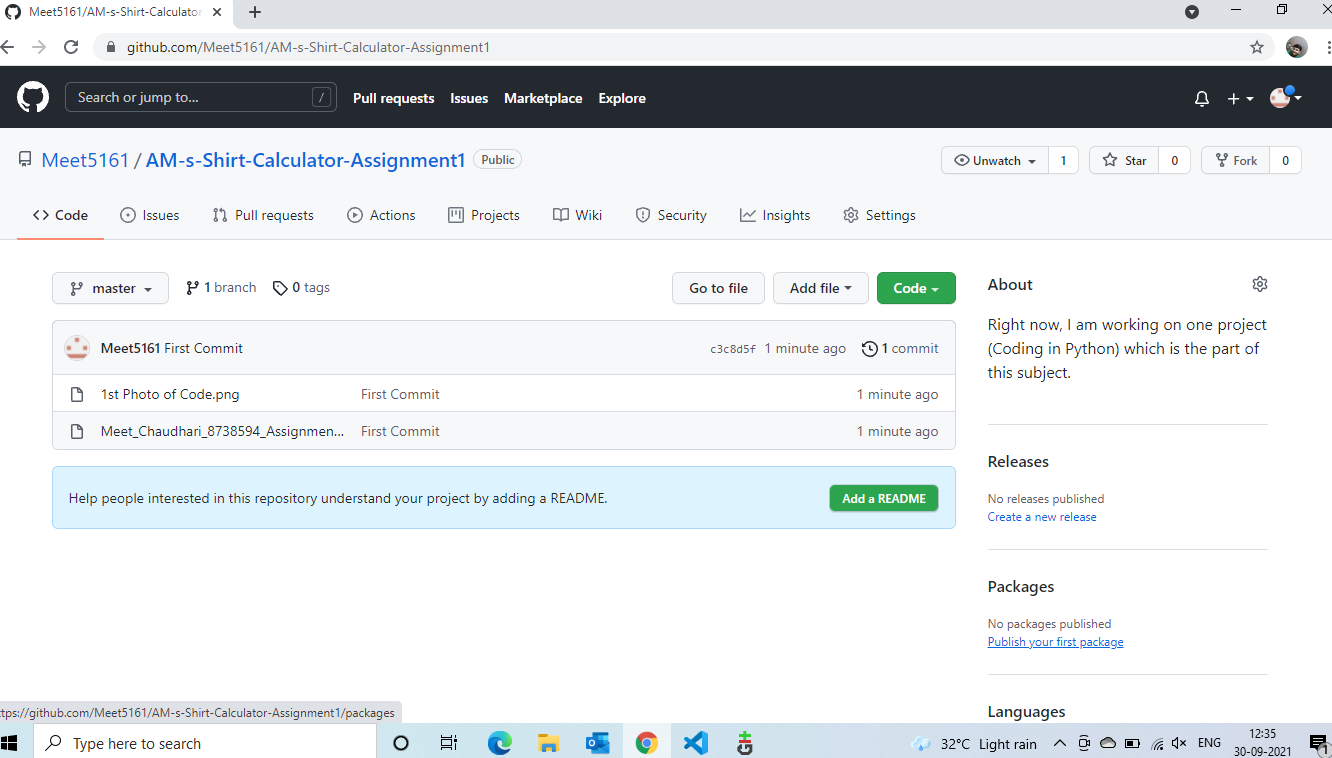 Meet5161/AM-s-Shirt-Calculator
github.com/Meet5161/AM-s-Shirt-Calculator-Assignment1
Search or jump to... / Pull requests Issues Marketplace Explore
Meet5161 / AM-s-Shirt-Calculator-Assignment1 Public Unwatch 1 Star 0 Fork 0
Code Issues Pull requests Actions Projects Wiki Security Insights Settings
master 1 branch 0 tags Go to file Add file Code
Meet5161 First Commit c3c8d5f 1 minute ago 1 commit
1st Photo of Code.png First Commit 1 minute ago
Meet_Chaudhari_8738594_Assignmen... First Commit 1 minute ago
Help people interested in this repository understand your project by adding a README. Add a README
About
Right now, I am working on one project
(Coding in Python) which is the part of
this subject.
Releases
No releases published
Create a new release
Packages
No packages published
Publish your first package
Languages
ttps://github.com/Meet5161/AM-s-Shirt-Calculator-Assignment1/packages
Type here to search 32°C Light rain ENG 12:35
30-09-2021 1